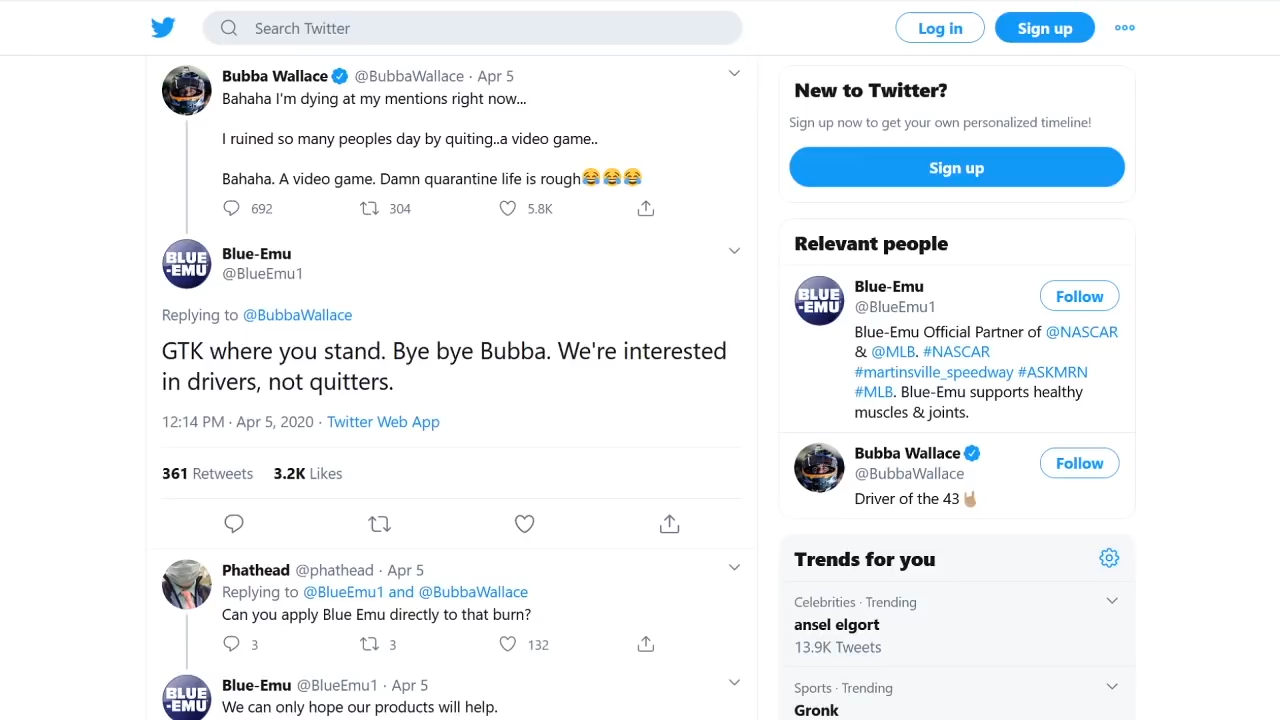 Search Twitter
Log in
Sign up
Bubba Wallace @BubbaWallace · Apr 5
Bahaha I'm dying at my mentions right now...
I ruined so many peoples day by quiting..a video game..
Bahaha. A video game. Damn quarantine life is rough😂😂😂
692 304 5.8K
BLUE
-EMU
Blue-Emu
@BlueEmu1
Replying to @BubbaWallace
GTK where you stand. Bye bye Bubba. We're interested
in drivers, not quitters.
12:14 PM · Apr 5, 2020 · Twitter Web App
361 Retweets 3.2K Likes
Phathead @phathead · Apr 5
Replying to @BlueEmu1 and @BubbaWallace
Can you apply Blue Emu directly to that burn?
3 3 132
BLUE
-EMU
Blue-Emu @BlueEmu1 · Apr 5
We can only hope our products will help.
New to Twitter?
Sign up now to get your own personalized timeline!
Sign up
Relevant people
BLUE
-EMU
Blue-Emu
@BlueEmu1
Follow
Blue-Emu Official Partner of @NASCAR
& @MLB. #NASCAR
#martinsville_speedway #ASKMRN
#MLB. Blue-Emu supports healthy
muscles & joints.
Bubba Wallace
@BubbaWallace
Follow
Driver of the 43🤘🏽
Trends for you
Celebrities · Trending
ansel elgort
13.9K Tweets
Sports · Trending
Gronk